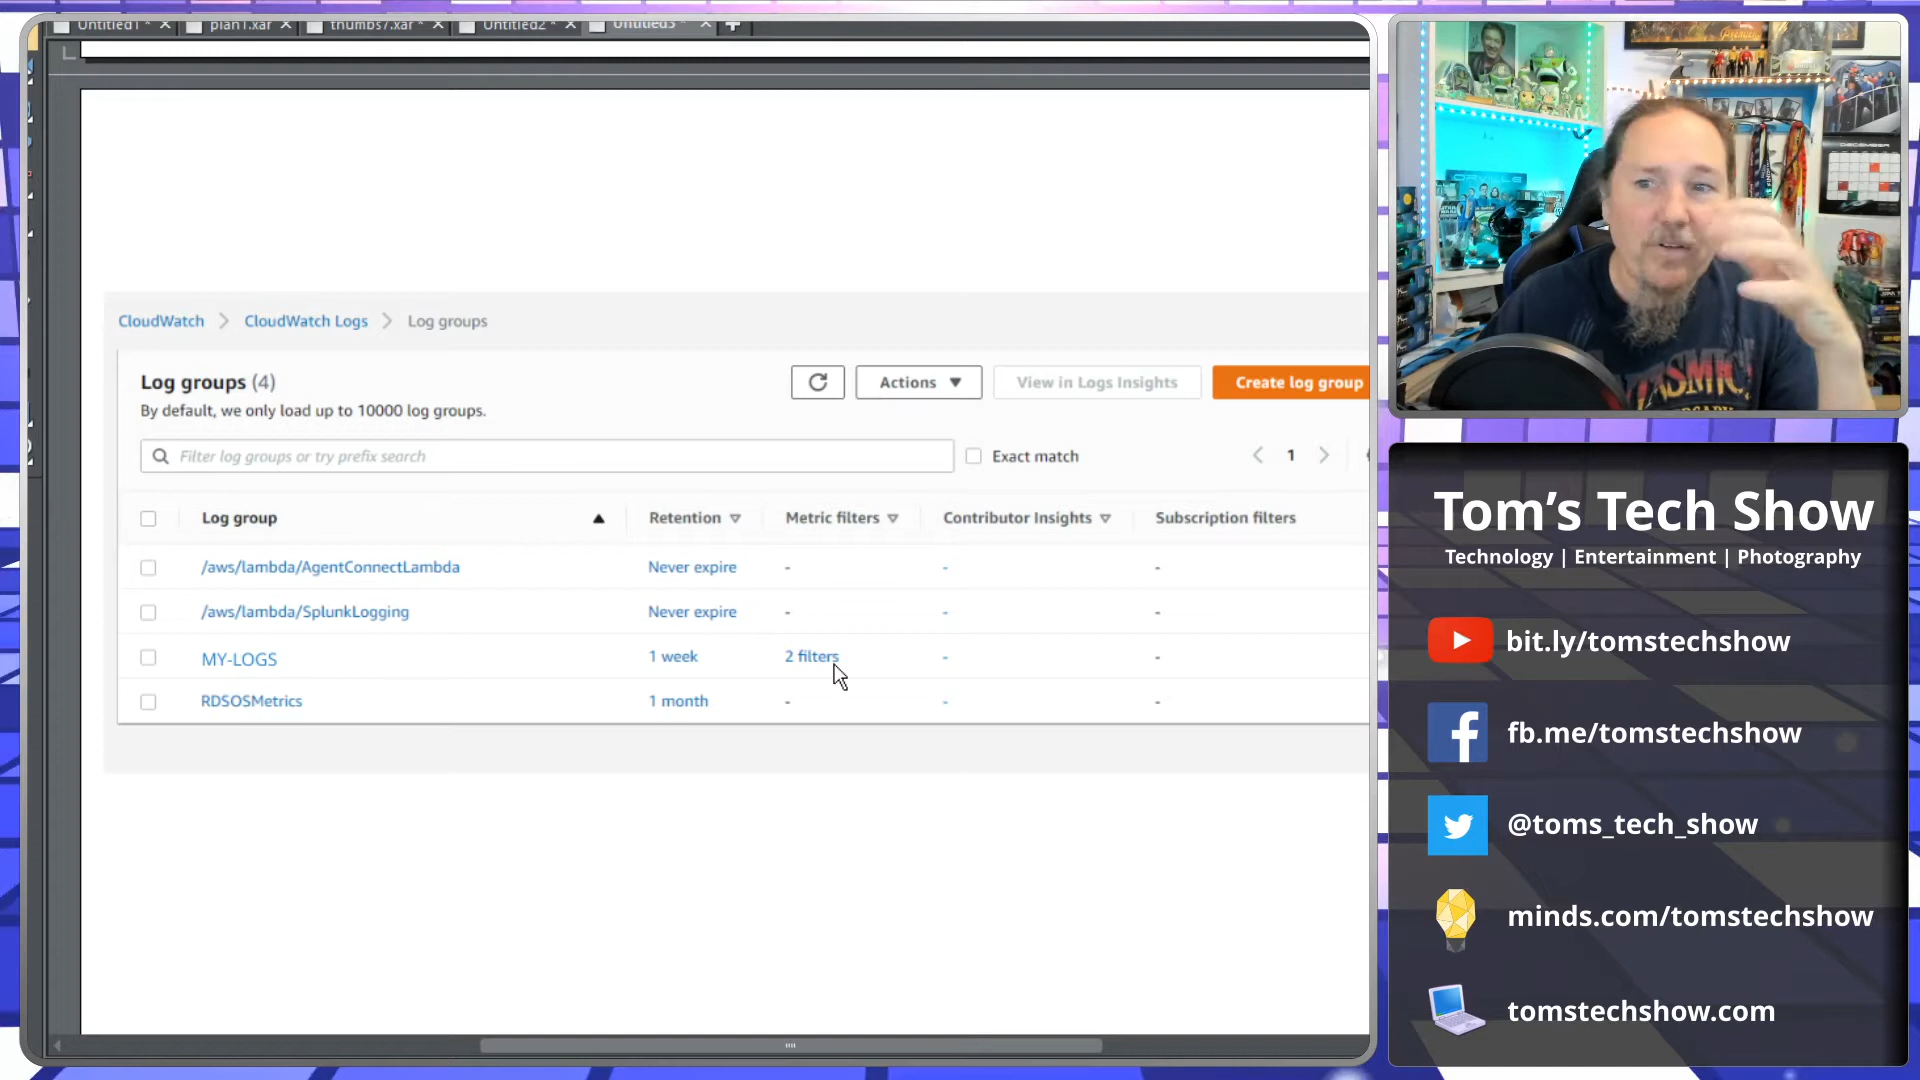 Untitled1 *
plan1.xar
thumbs7.xar *
Untitled2 *
Untitled3 *
CloudWatch
CloudWatch Logs
Log groups
Log groups (4)
By default, we only load up to 10000 log groups.
Actions
View in Logs Insights
Create log group
Filter log groups or try prefix search
Exact match
1
Log group
Retention
Metric filters
Contributor Insights
Subscription filters
/aws/lambda/AgentConnectLambda
Never expire
-
-
-
/aws/lambda/SplunkLogging
Never expire
-
-
-
MY-LOGS
1 week
2 filters
-
-
RDSOSMetrics
1 month
-
-
-
ORVILLE
DECEMBER
Tom's Tech Show
Technology | Entertainment | Photography
bit.ly/tomstechshow
fb.me/tomstechshow
@toms_tech_show
minds.com/tomstechshow
tomstechshow.com